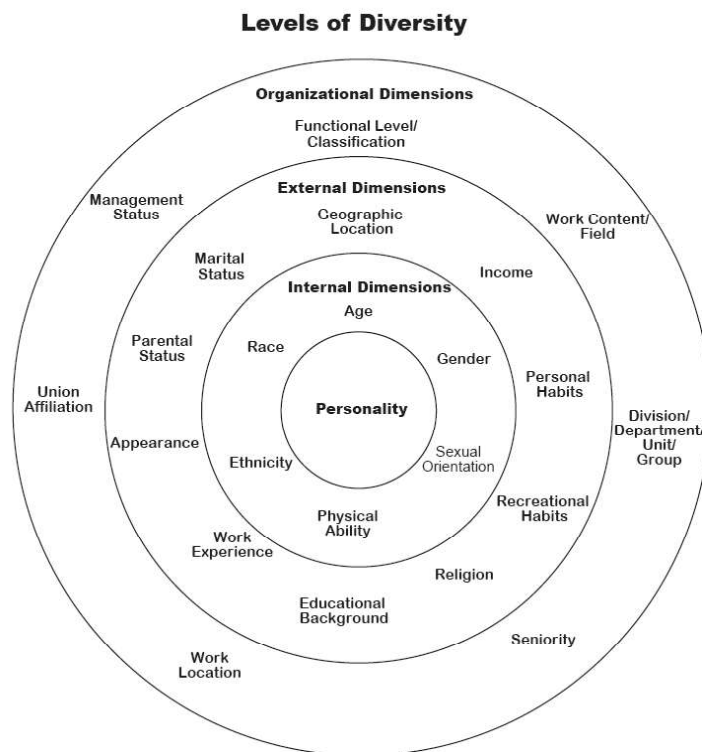 Levels of Diversity
Organizational Dimensions
Functional Level/
Classification
Management
Status
Work Content/
Field
Union
Affiliation
Division/
Department/
Unit/
Group
Work
Location
Seniority
External Dimensions
Geographic
Location
Marital
Status
Income
Parental
Status
Personal
Habits
Appearance
Recreational
Habits
Work
Experience
Religion
Educational
Background
Internal Dimensions
Age
Race
Gender
Ethnicity
Sexual
Orientation
Physical
Ability
Personality